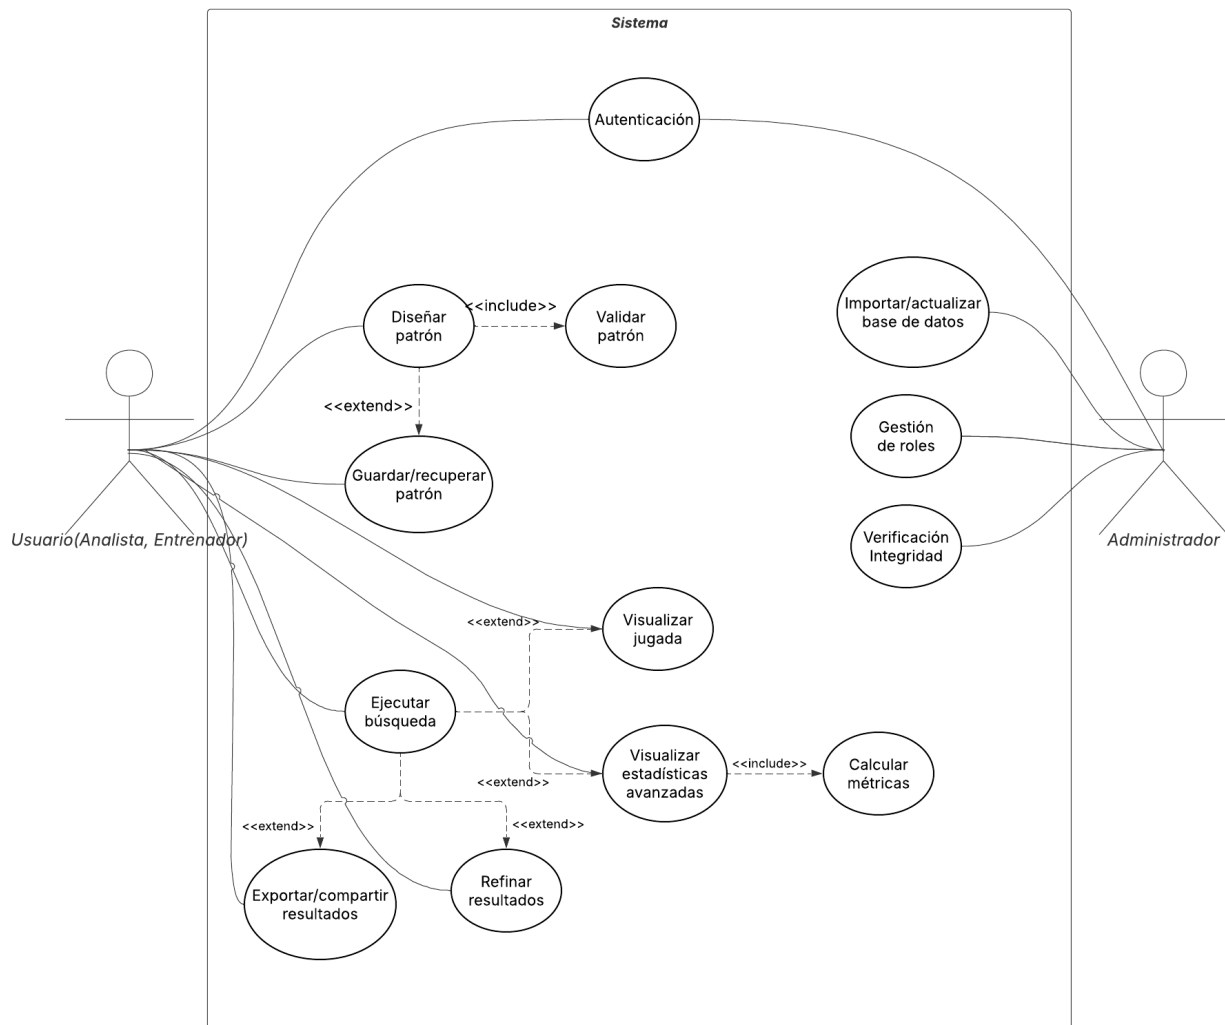 Sistema
Autenticación
Importar/actualizar
base de datos
Diseñar
patrón
<<include>>
Validar
patrón
<<extend>>
Gestión
de roles
Guardar/recuperar
patrón
Usuario(Analista, Entrenador)
Administrador
Verificación
Integridad
<<extend>>
Visualizar
jugada
Ejecutar
búsqueda
<<extend>>
Visualizar
estadísticas
avanzadas
<<include>>
Calcular
métricas
<<extend>>
<<extend>>
Exportar/compartir
resultados
Refinar
resultados